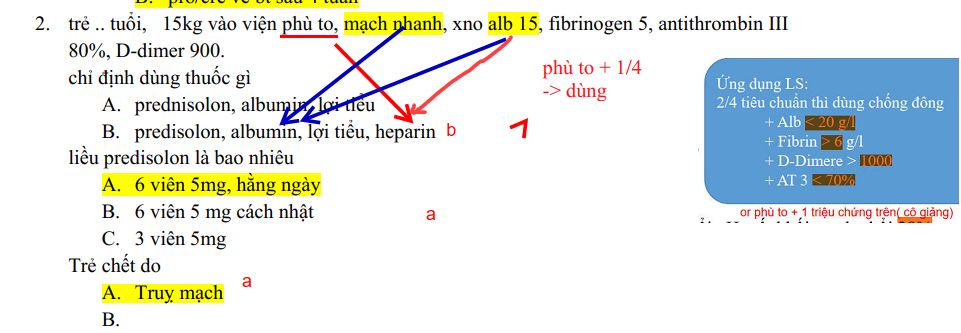 2. trẻ .. tuổi, 15kg vào viện phù to, mạch nhanh, xno alb 15, fibrinogen 5, antithrombin III
80%, D-dimer 900.
chỉ định dùng thuốc gì
A. prednisolon, albumin, lợi tiểu
B. predisolon, albumin, lợi tiểu, heparin b
liều predisolon là bao nhiêu
A. 6 viên 5mg, hằng ngày
B. 6 viên 5 mg cách nhật
a
C. 3 viên 5mg
Trẻ chết do
a
A. Truỵ mạch
B.
phù to + 1/4
-> dùng
Ứng dụng LS:
2/4 tiêu chuẩn thì dùng chống đông
+ Alb < 20 g/l
+ Fibrin > 6 g/l
+ D-Dimere > 1000
+ AT 3 < 70%
or phù to + 1 triệu chứng trên( cô giảng)